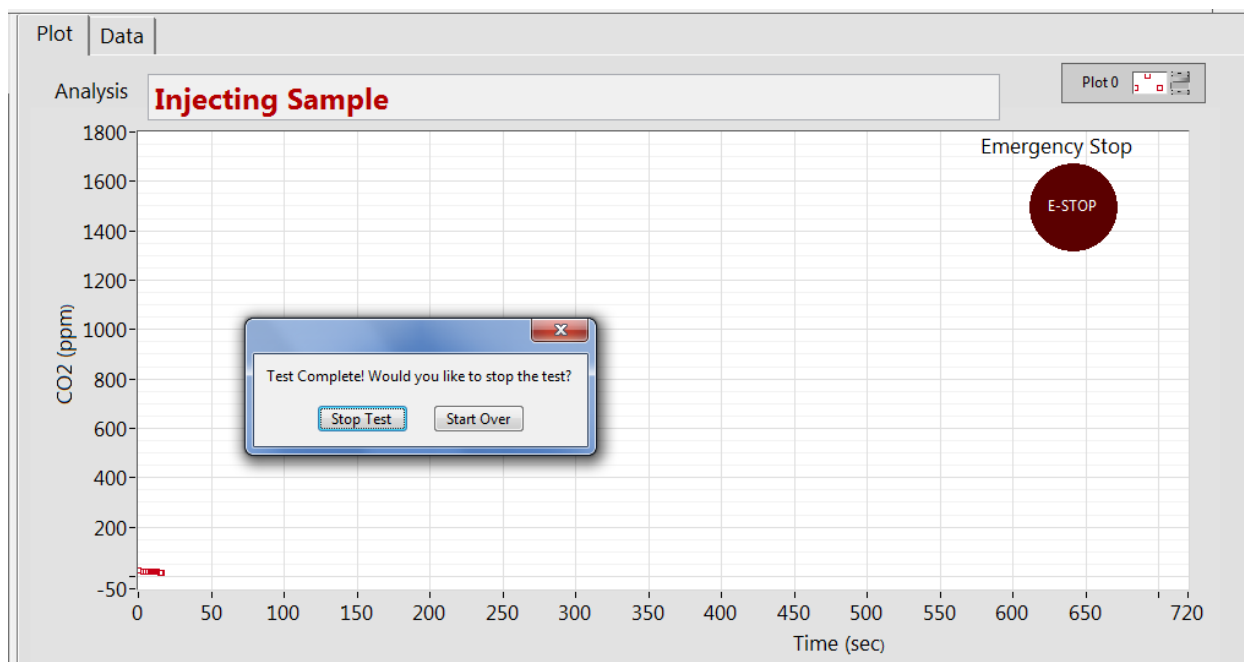 Plot Data
Analysis
Injecting Sample
Plot 0
1800
1600
1400
1200
1000
800
600
400
200
-50
CO2 (ppm)
Emergency Stop
E-STOP
Test Complete! Would you like to stop the test?
Stop Test Start Over
0 50 100 150 200 250 300 350 400 450 500 550 600 650 720
Time (sec)